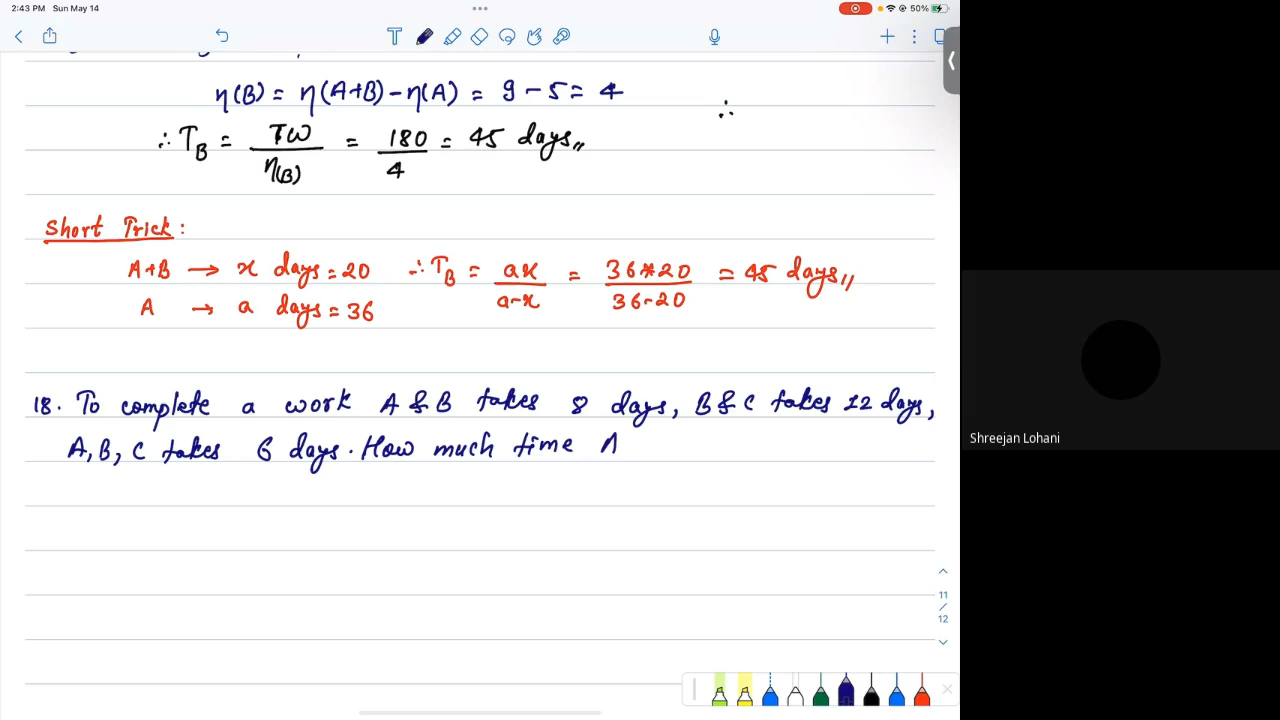 2:43 PM Sun May 14
50%
η(B) = η(A+B) - η(A) = 9 - 5 = 4
∴
∴ T_B = TW / η(B) = 180 / 4 = 45 days,,
Short Trick :
A+B → x days = 20 ∴ T_B = ax / a-x = 36*20 / 36-20 = 45 days,,
A → a days = 36
18. To complete a work A & B takes 8 days, B & C takes 12 days,
A, B, C takes 6 days. How much time A
Shreejan Lohani
11
/
12